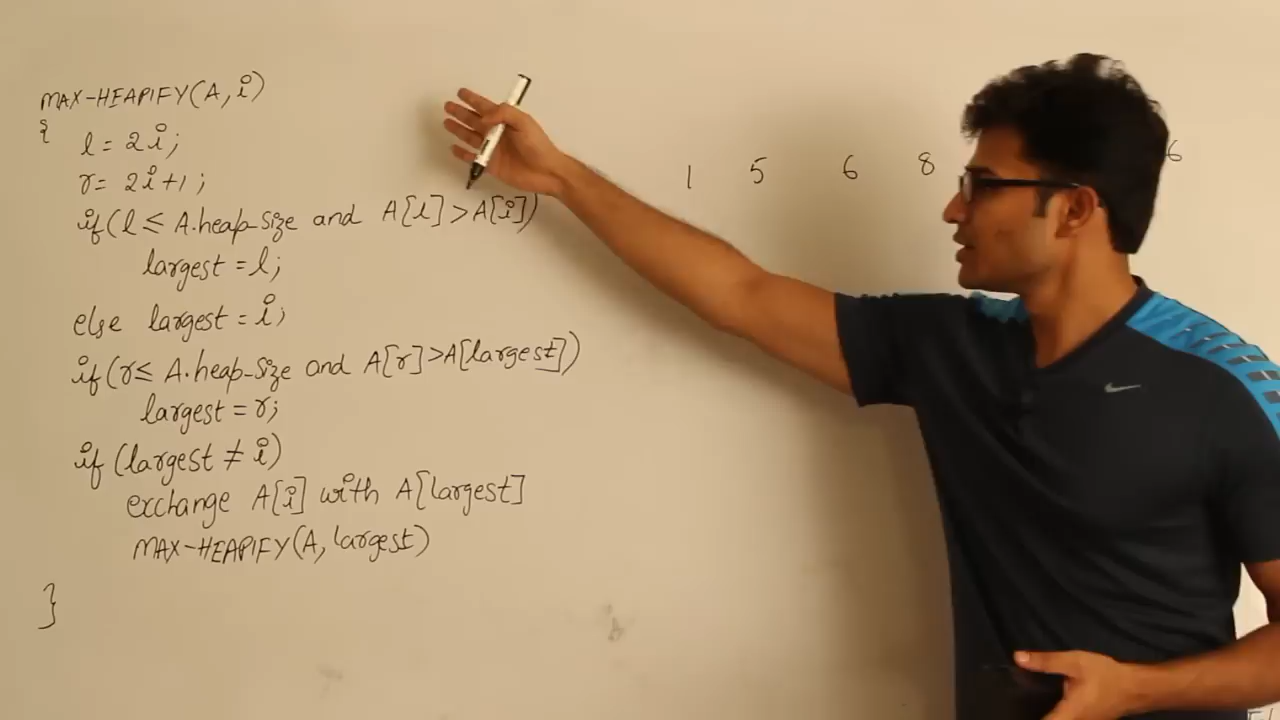 MAX-HEAPIFY(A, i)
{
l = 2i;
r = 2i+1;
if(l ≤ A.heap-size and A[l] > A[i])
largest = l;
else largest = i;
if(r ≤ A.heap-size and A[r] > A[largest])
largest = r;
if (largest ≠ i)
exchange A[i] with A[largest]
MAX-HEAPIFY(A, largest)
}
1 5 6 8 6